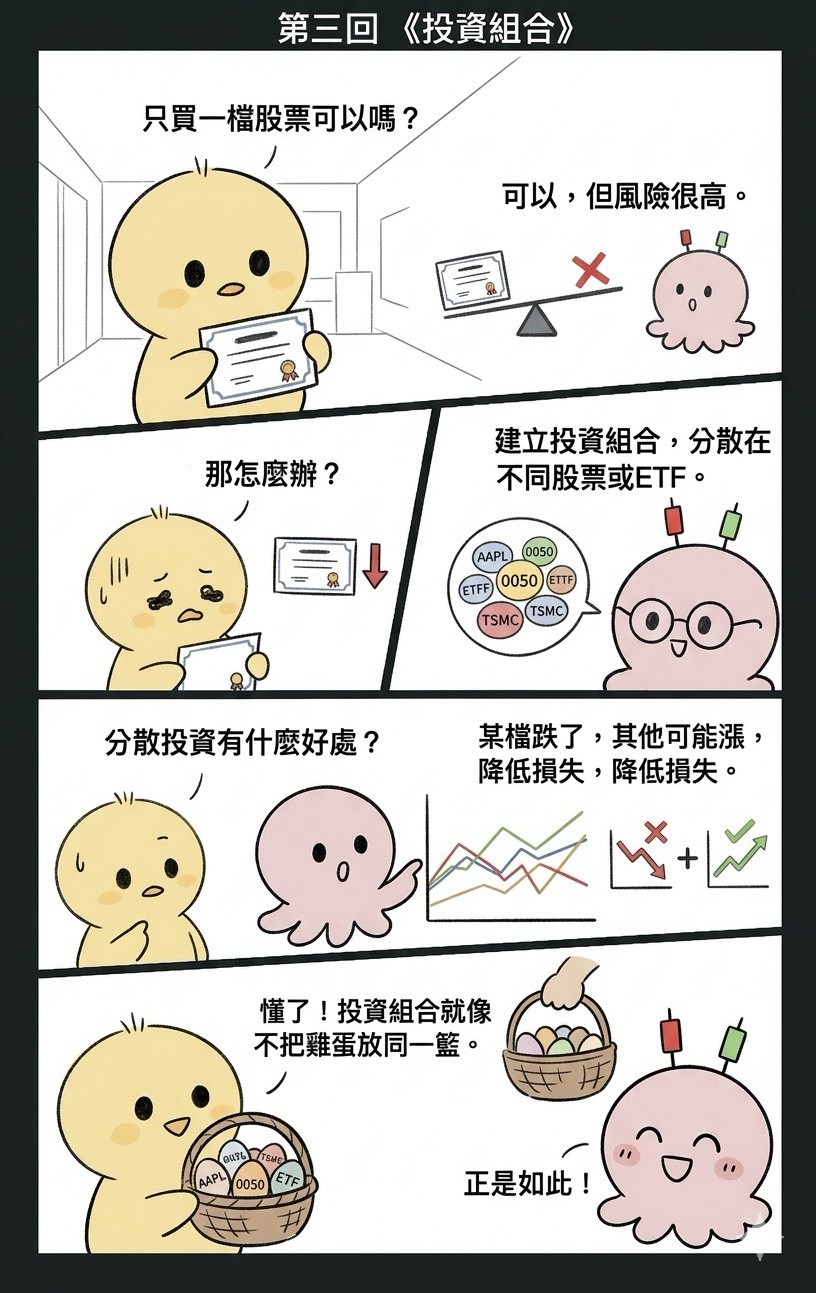 第三回 《投資組合》
只買一檔股票可以嗎？
可以，但風險很高。
那怎麼辦？
建立投資組合，分散在
不同股票或ETF。
AAPL
0050
ETFF
0050
ETTF
TSMC
TSMC
分散投資有什麼好處？
某檔跌了，其他可能漲，
降低損失，降低損失。
懂了！投資組合就像
不把雞蛋放同一籃。
TSME
AAPL
0050
ETF
正是如此！